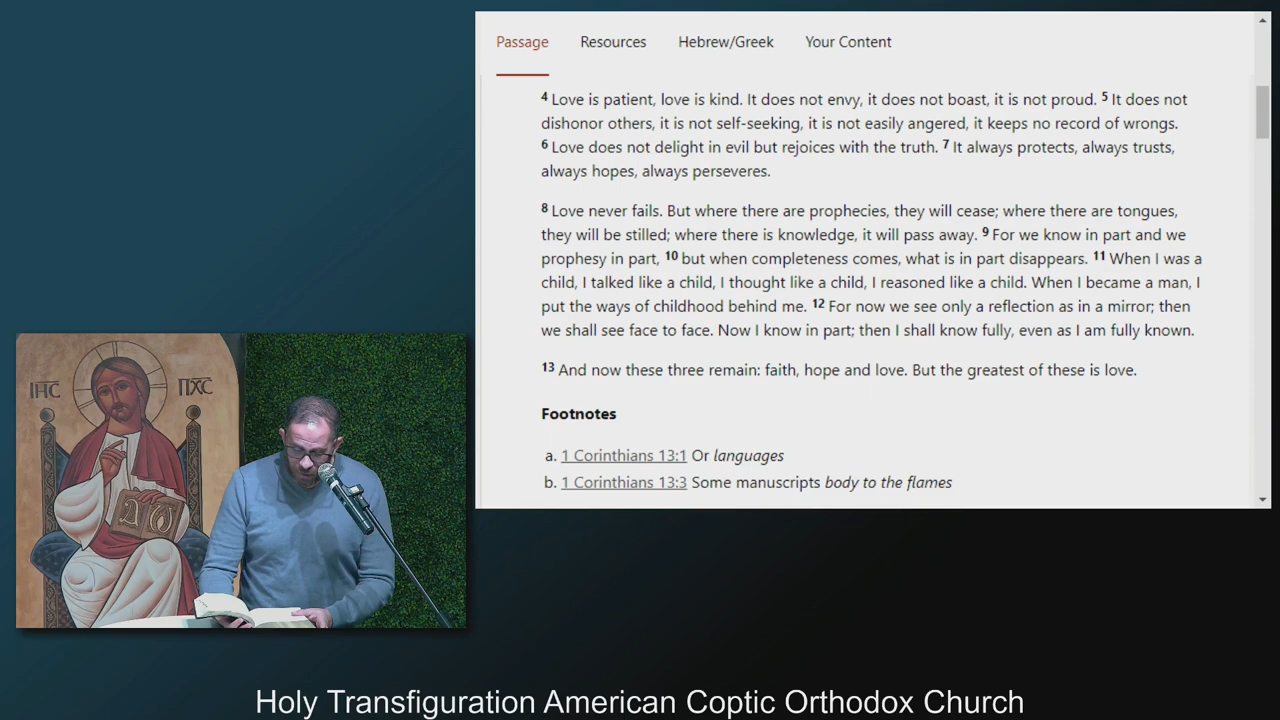 Passage Resources Hebrew/Greek Your Content
4 Love is patient, love is kind. It does not envy, it does not boast, it is not proud. 5 It does not
dishonor others, it is not self-seeking, it is not easily angered, it keeps no record of wrongs.
6 Love does not delight in evil but rejoices with the truth. 7 It always protects, always trusts,
always hopes, always perseveres.
8 Love never fails. But where there are prophecies, they will cease; where there are tongues,
they will be stilled; where there is knowledge, it will pass away. 9 For we know in part and we
prophesy in part, 10 but when completeness comes, what is in part disappears. 11 When I was a
child, I talked like a child, I thought like a child, I reasoned like a child. When I became a man, I
put the ways of childhood behind me. 12 For now we see only a reflection as in a mirror; then
we shall see face to face. Now I know in part; then I shall know fully, even as I am fully known.
13 And now these three remain: faith, hope and love. But the greatest of these is love.
Footnotes
a. 1 Corinthians 13:1 Or languages
b. 1 Corinthians 13:3 Some manuscripts body to the flames
ⲒⲎⲤ ⲠⲬⲤ
Ⲁ Ⲱ
Holy Transfiguration American Coptic Orthodox Church